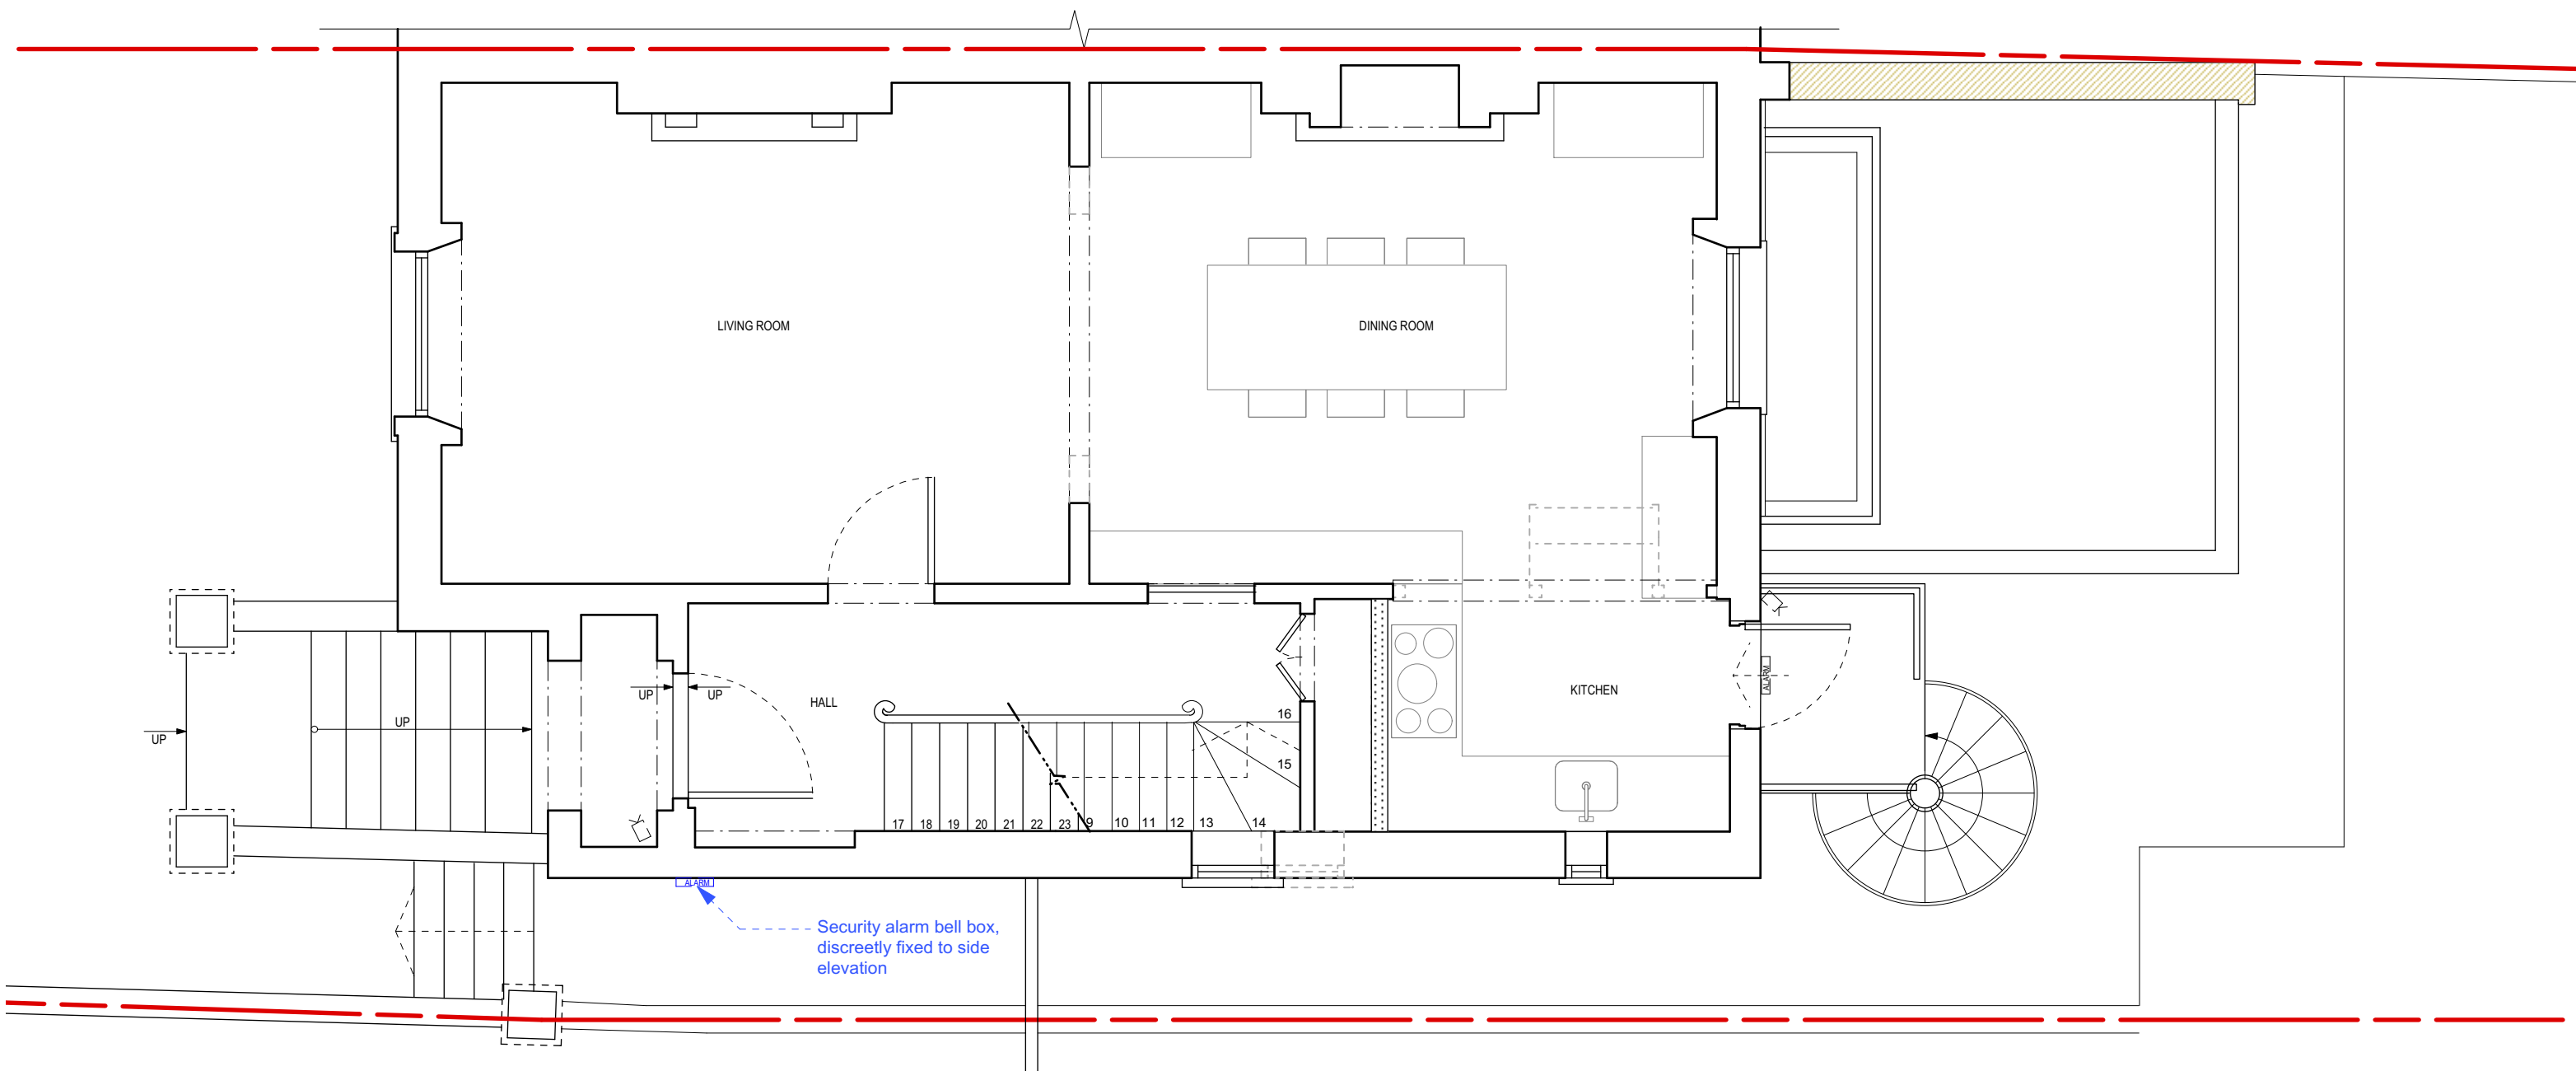 LIVING ROOM
DINING ROOM
UP
UP
HALL
KITCHEN
ALARM
UP
UP
16
15
17 18 19 20 21 22 23 9 10 11 12 13 14
ALARM
Security alarm bell box,
discreetly fixed to side
elevation